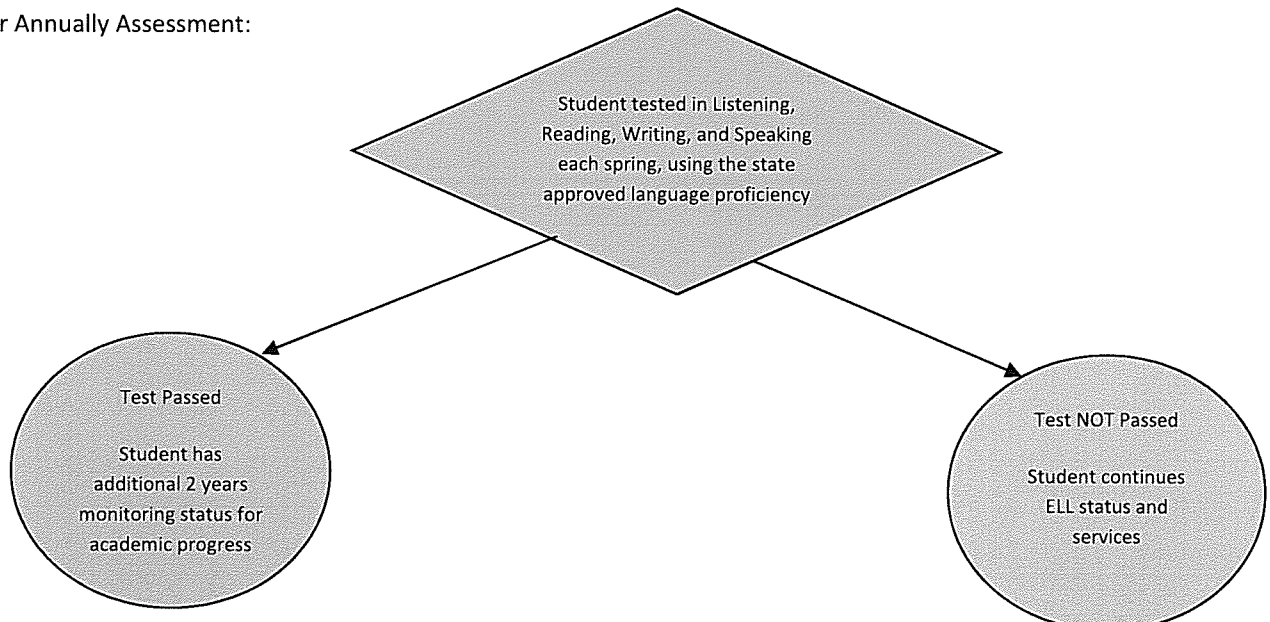 r Annually Assessment:
Student tested in Listening,
Reading, Writing, and Speaking
each spring, using the state
approved language proficiency
Test Passed
Student has
additional 2 years
monitoring status for
academic progress
Test NOT Passed
Student continues
ELL status and
services